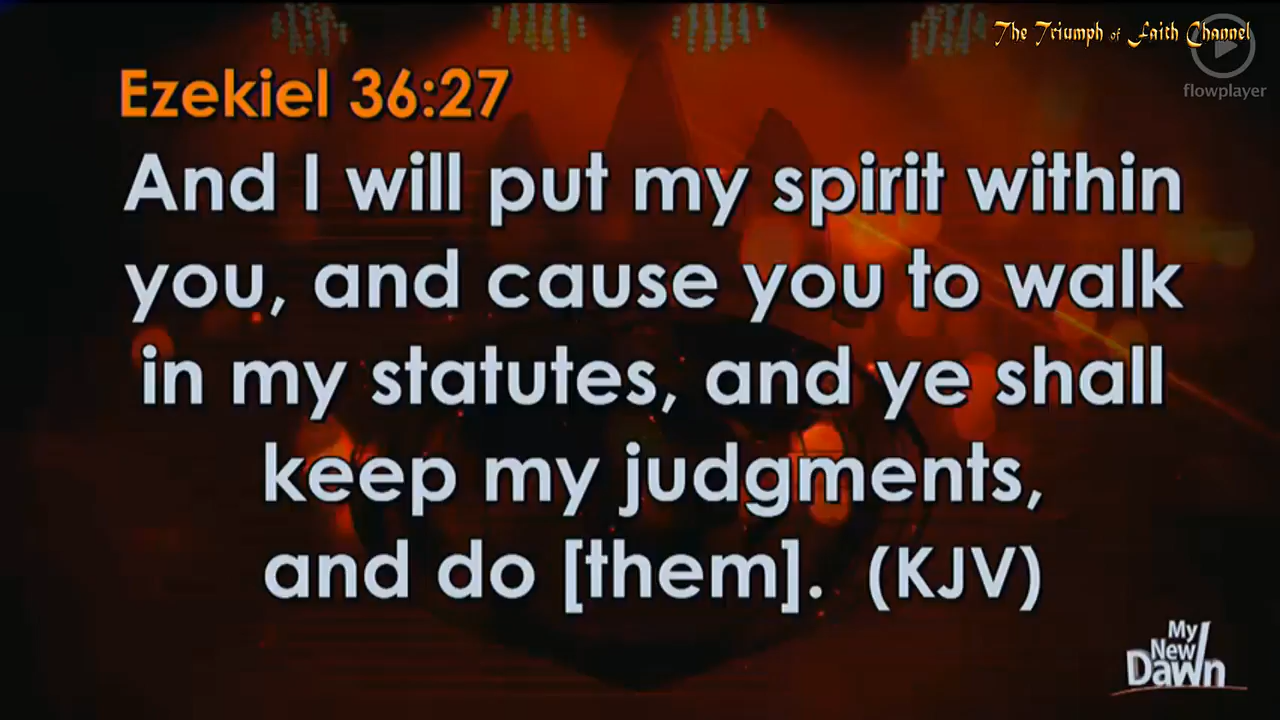 The Triumph of Faith Channel
flowplayer
Ezekiel 36:27
And I will put my spirit within
you, and cause you to walk
in my statutes, and ye shall
keep my judgments,
and do [them]. (KJV)
My
New
Dawn